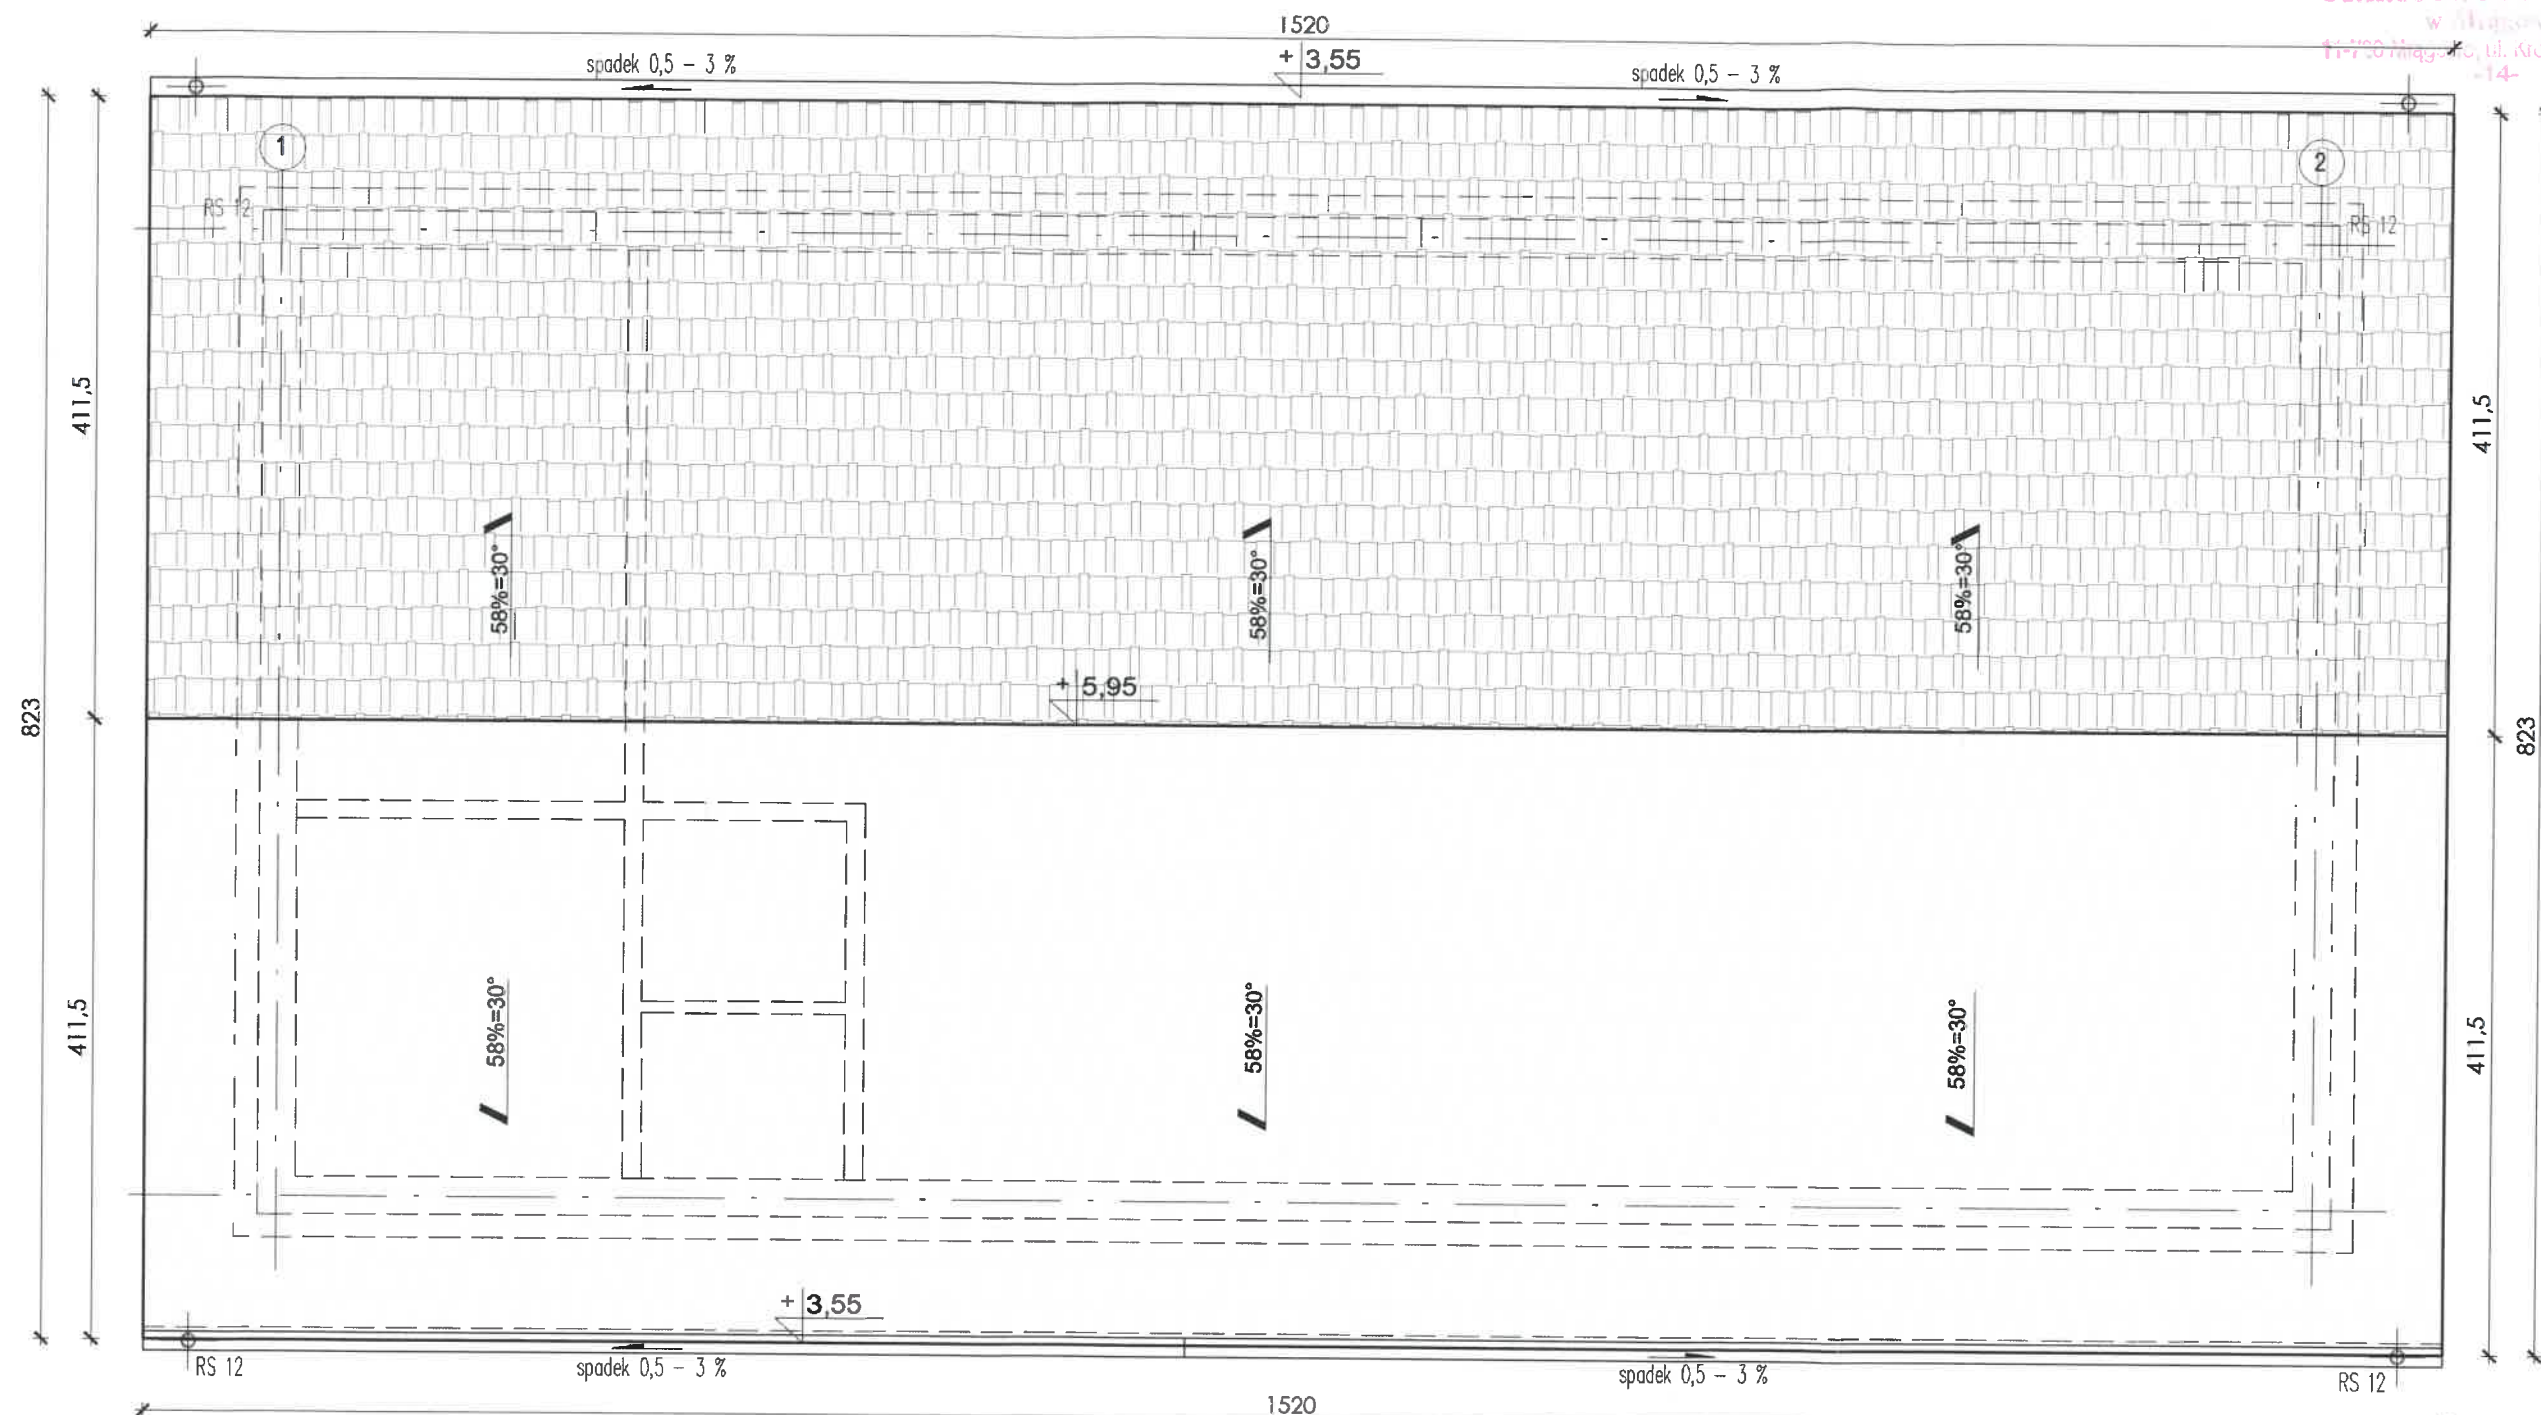 1520
+ 3,55
spadek 0,5 – 3 %
spadek 0,5 – 3 %
-14-
1
2
RS 12
RS 12
411,5
411,5
58%=30°
58%=30°
58%=30°
+ 5,95
823
823
411,5
411,5
58%=30°
58%=30°
58%=30°
+ 3,55
RS 12
spadek 0,5 – 3 %
spadek 0,5 – 3 %
RS 12
1520